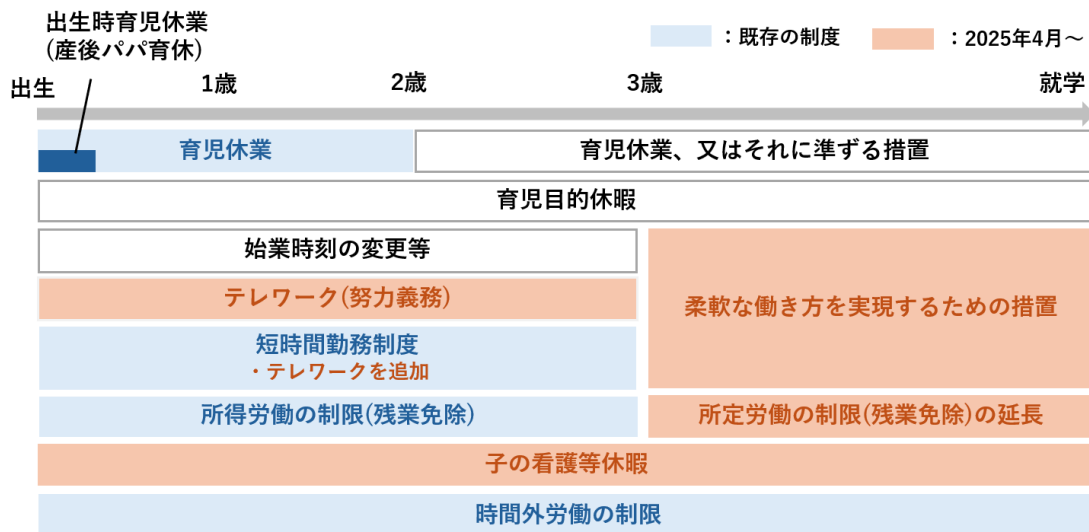 出生時育児休業
(産後パパ育休)
：既存の制度
：2025年4月～
出生
1歳
2歳
3歳
就学
育児休業
育児休業、又はそれに準ずる措置
育児目的休暇
始業時刻の変更等
テレワーク(努力義務)
柔軟な働き方を実現するための措置
短時間勤務制度
・テレワークを追加
所得労働の制限(残業免除)
所定労働の制限(残業免除)の延長
子の看護等休暇
時間外労働の制限